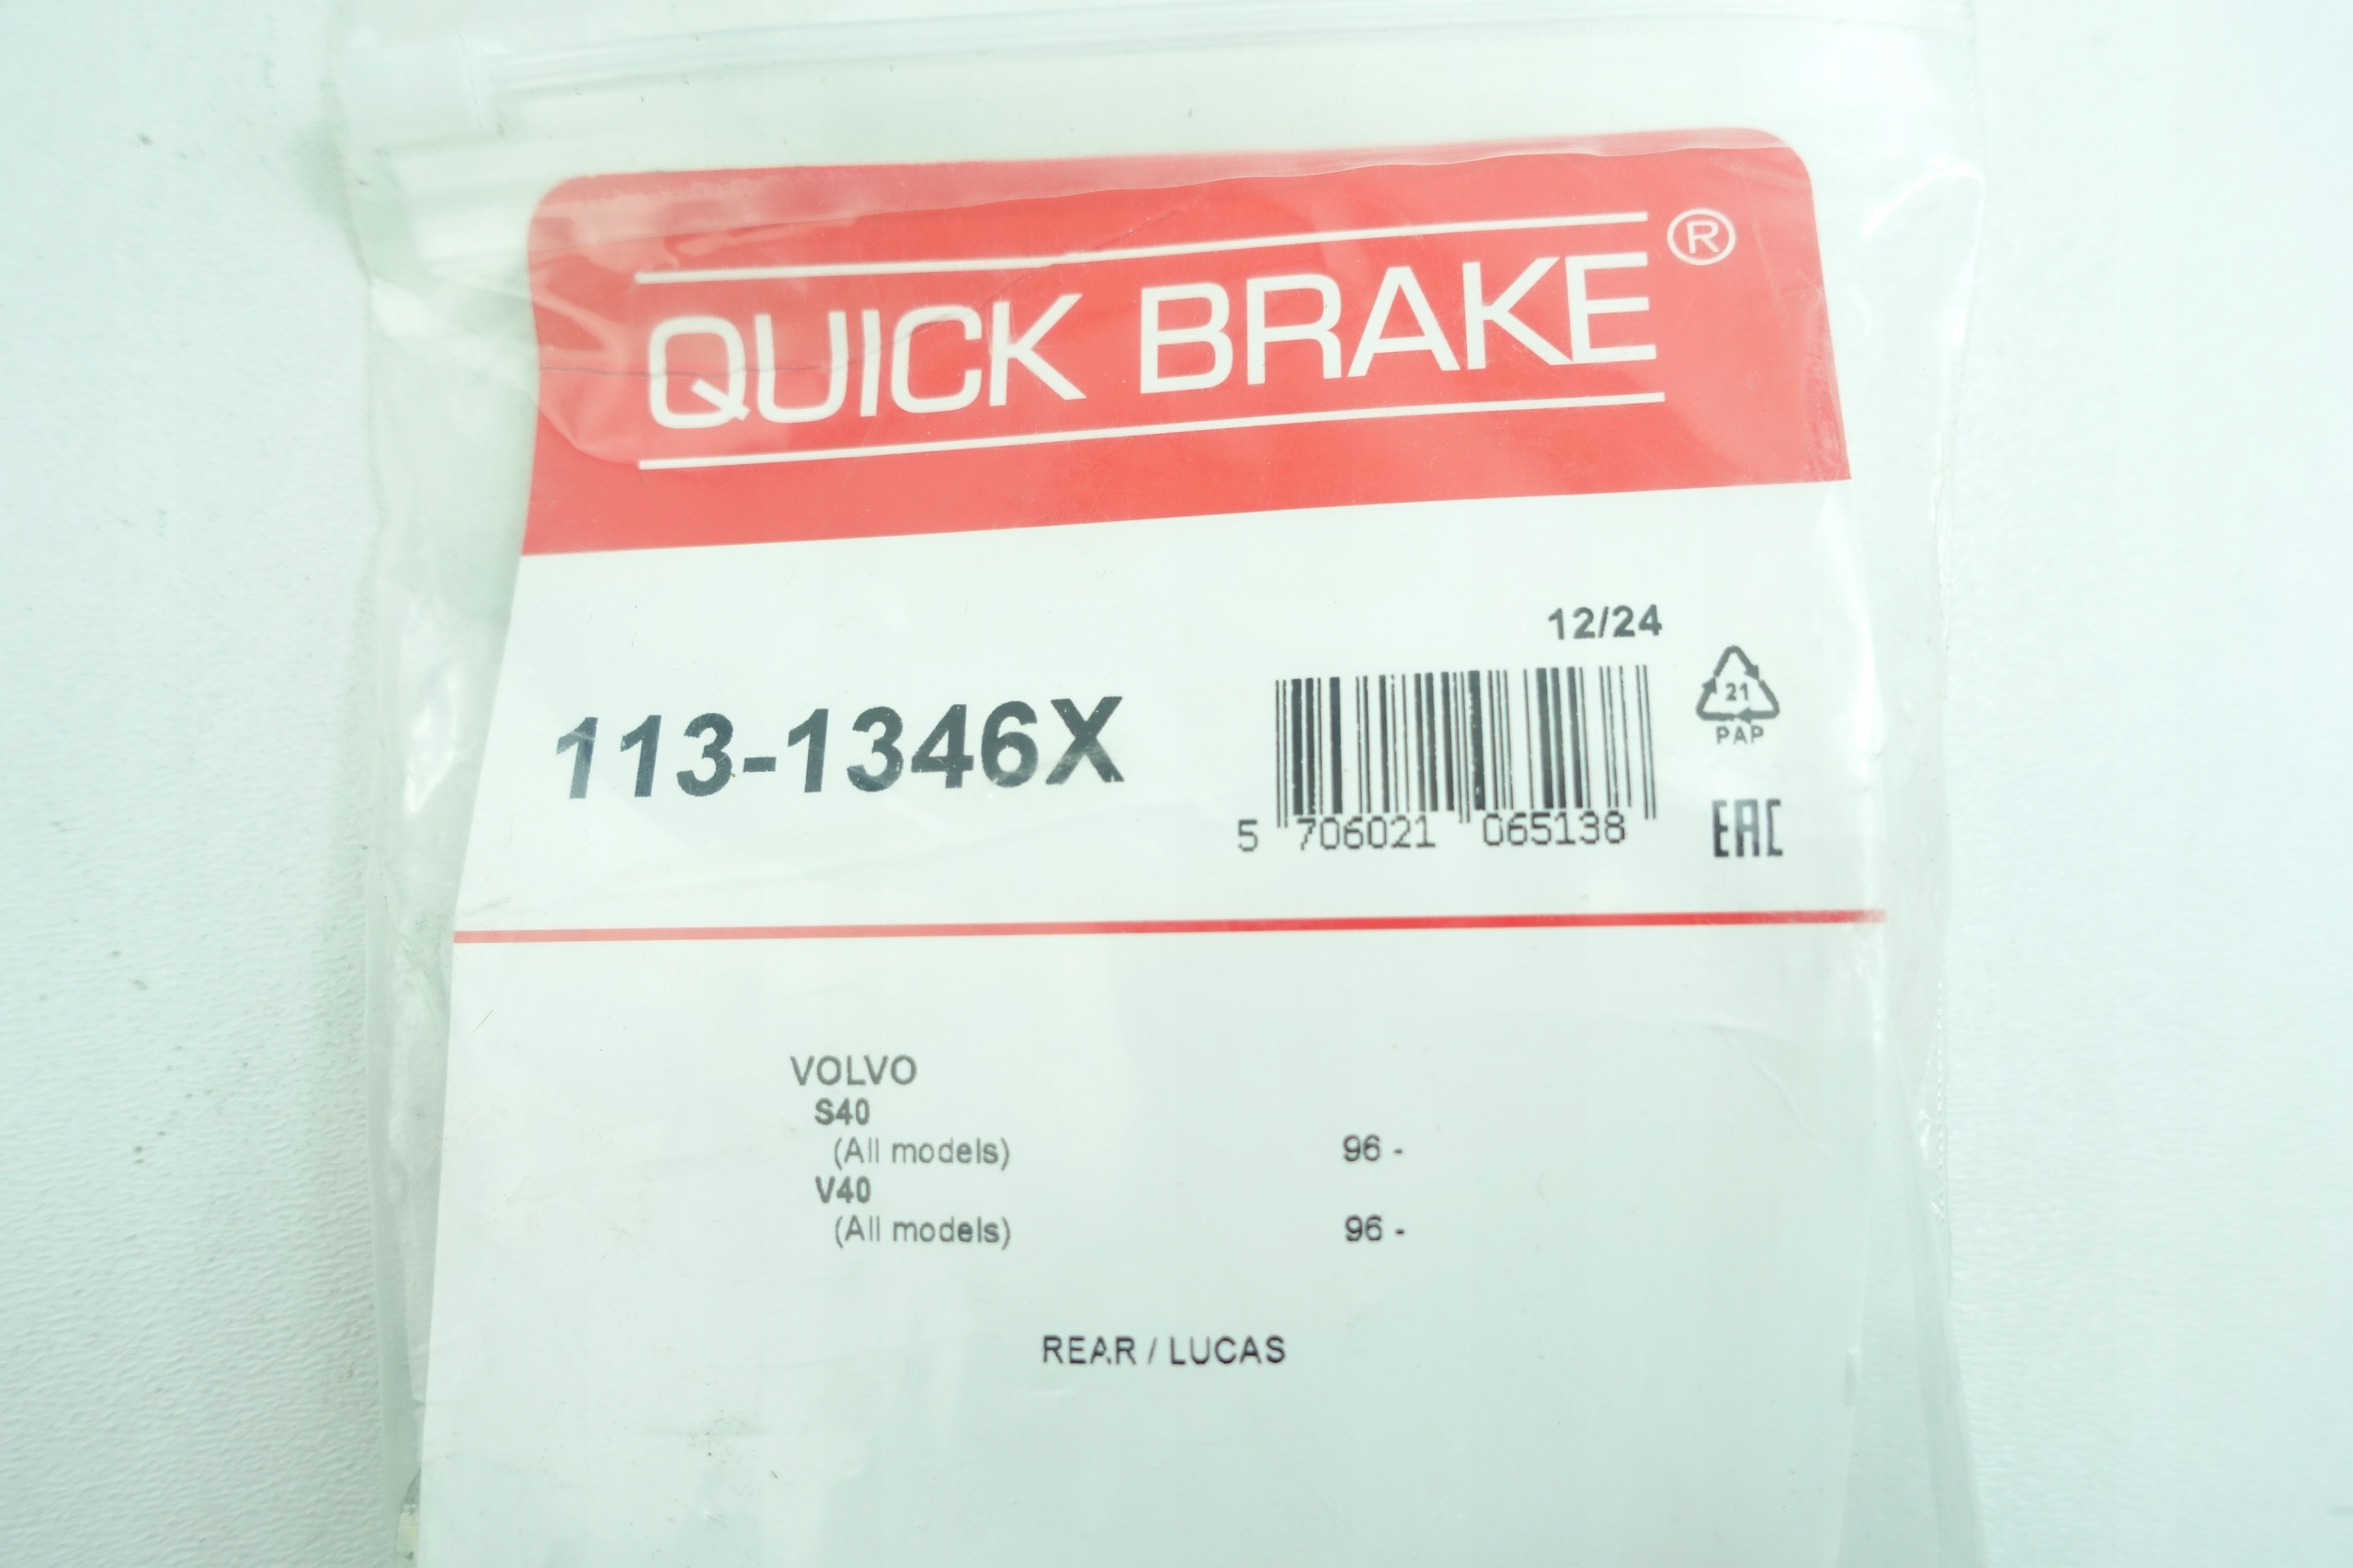 QUICK BRAKE ®
12/24
113-1346X
21
PAP
5 706021 065138
EAC
VOLVO
S40
(All models) 96 -
V40
(All models) 96 -
REAR / LUCAS